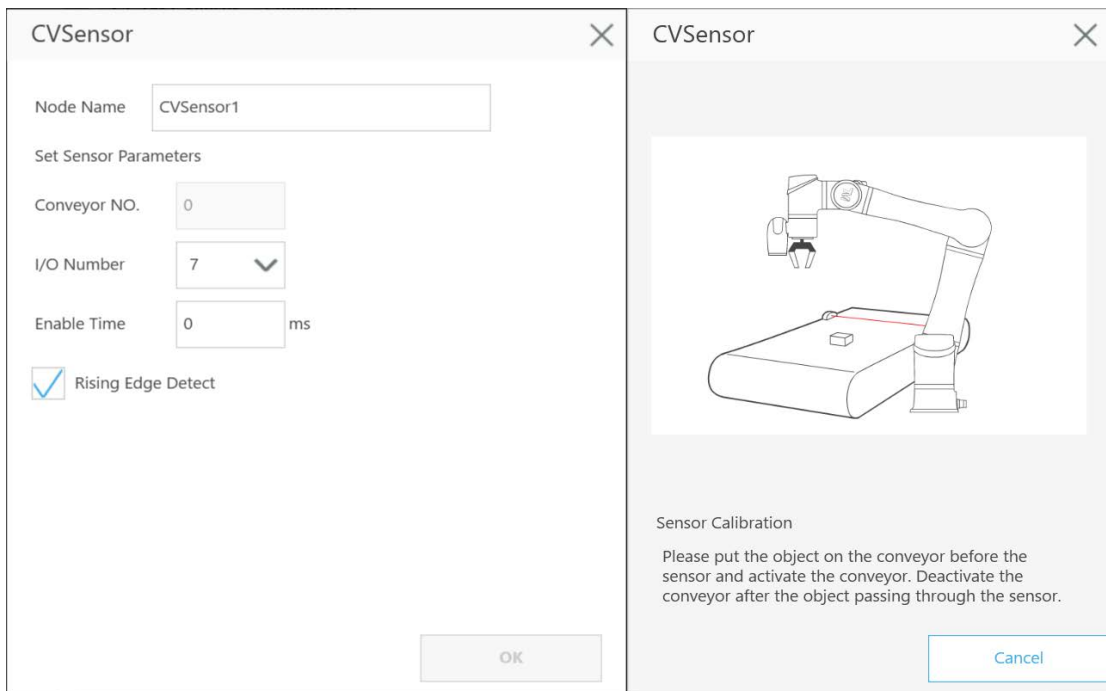 CVSensor
Node Name CVSensor1
Set Sensor Parameters
Conveyor NO. 0
I/O Number 7
Enable Time 0 ms
Rising Edge Detect
OK
CVSensor
Sensor Calibration
Please put the object on the conveyor before the
sensor and activate the conveyor. Deactivate the
conveyor after the object passing through the sensor.
Cancel